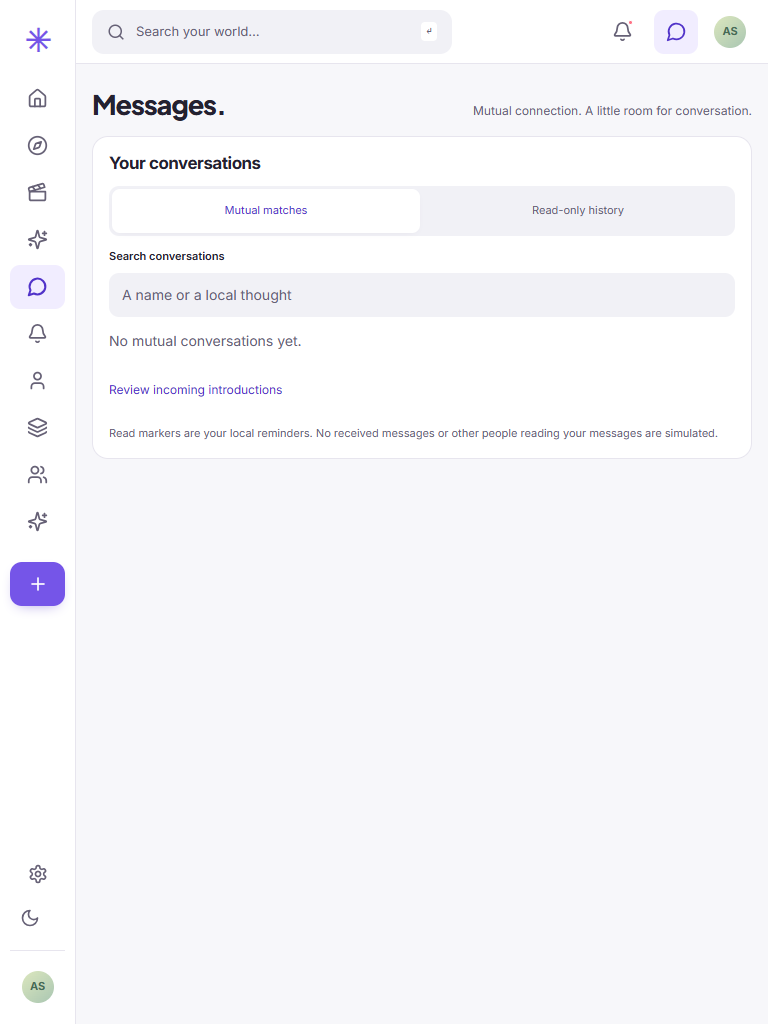 Search your world...
AS
Messages.
Mutual connection. A little room for conversation.
Your conversations
Mutual matches
Read-only history
Search conversations
A name or a local thought
No mutual conversations yet.
Review incoming introductions
Read markers are your local reminders. No received messages or other people reading your messages are simulated.
AS